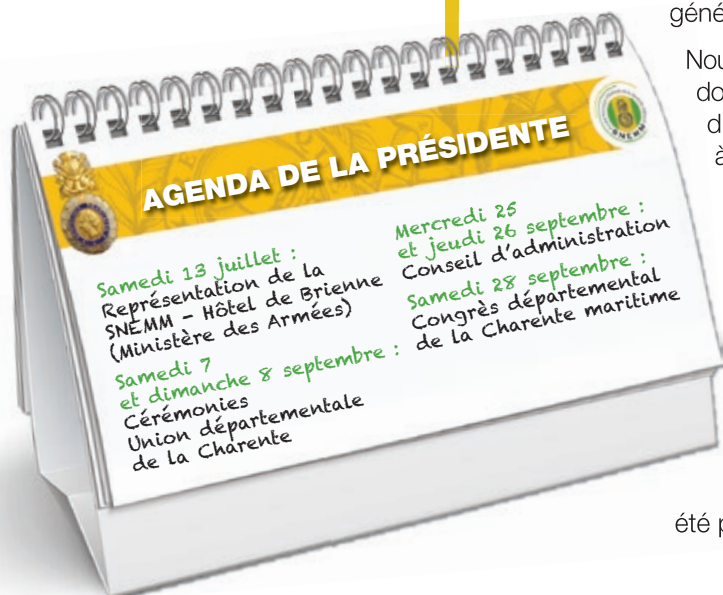 AGENDA DE LA PRÉSIDENTE
SNEMM
Samedi 13 juillet :
Représentation de la
SNEMM – Hôtel de Brienne
(Ministère des Armées)
Samedi 7
et dimanche 8 septembre :
Cérémonies
Union départementale
de la Charente
Mercredi 25
et jeudi 26 septembre :
Conseil d'administration
Samedi 28 septembre :
Congrès départemental
de la Charente maritime
géné
Nou
do
d
à
été p